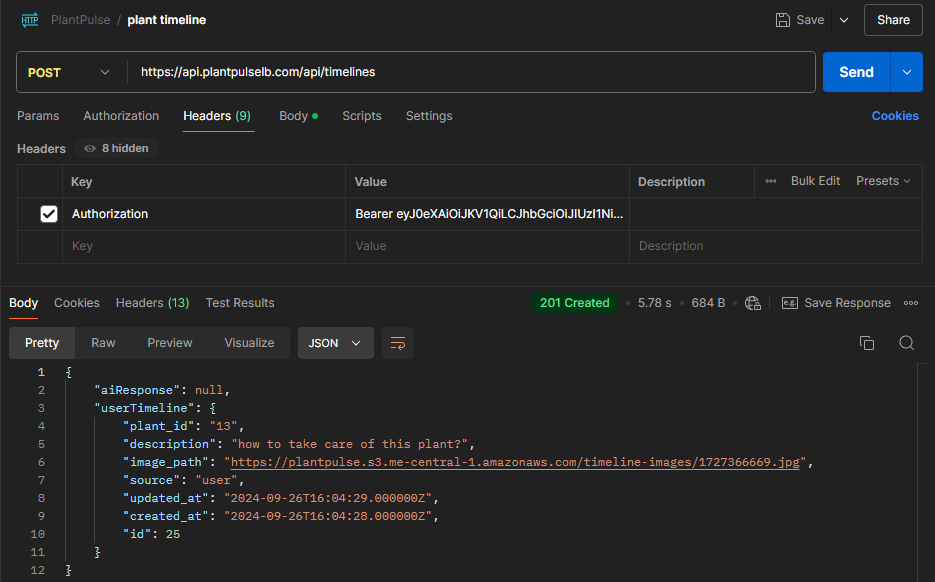 HTTP PlantPulse / plant timeline Save Share
POST https://api.plantpulselb.com/api/timelines Send
Params Authorization Headers (9) Body Scripts Settings Cookies
Headers 8 hidden
Key Value Description Bulk Edit Presets
Authorization Bearer eyJ0eXAiOiJKV1QiLCJhbGciOiJIUzI1Ni...
Key Value Description
Body Cookies Headers (13) Test Results 201 Created 5.78 s 684 B e.g. Save Response
Pretty Raw Preview Visualize JSON
1 {
2 "aiResponse": null,
3 "userTimeline": {
4 "plant_id": "13",
5 "description": "how to take care of this plant?",
6 "image_path": "https://plantpulse.s3.me-central-1.amazonaws.com/timeline-images/1727366669.jpg",
7 "source": "user",
8 "updated_at": "2024-09-26T16:04:29.000000Z",
9 "created_at": "2024-09-26T16:04:28.000000Z",
10 "id": 25
11 }
12 }